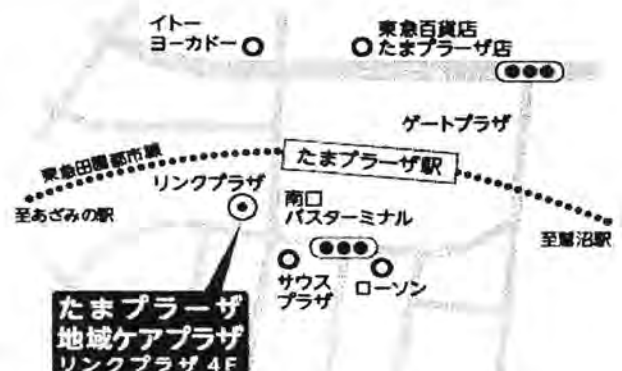 イトー
ヨーカドー
東急百貨店
たまプラーザ店
ゲートプラザ
東急田園都市線
たまプラーザ駅
リンクプラザ
至あざみの駅
南口
バスターミナル
至鷺沼駅
サウス
プラザ
ローソン
たまプラーザ
地域ケアプラザ
リンクプラザ 4F